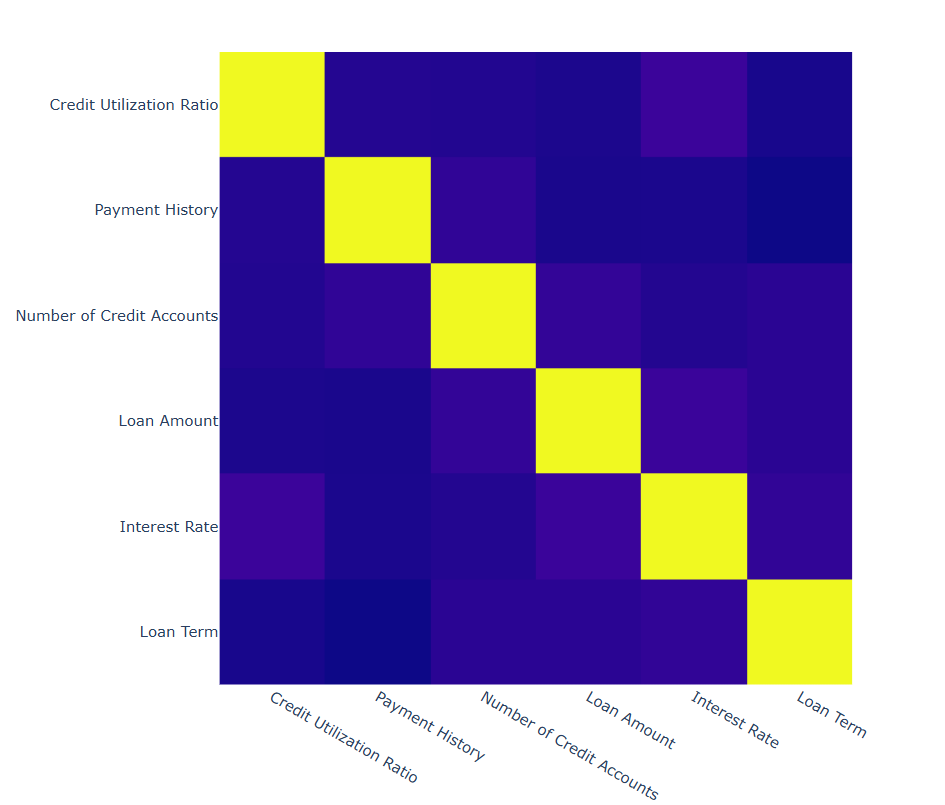 Credit Utilization Ratio
Payment History
Number of Credit Accounts
Loan Amount
Interest Rate
Loan Term
Credit Utilization Ratio
Payment History
Number of Credit Accounts
Loan Amount
Interest Rate
Loan Term